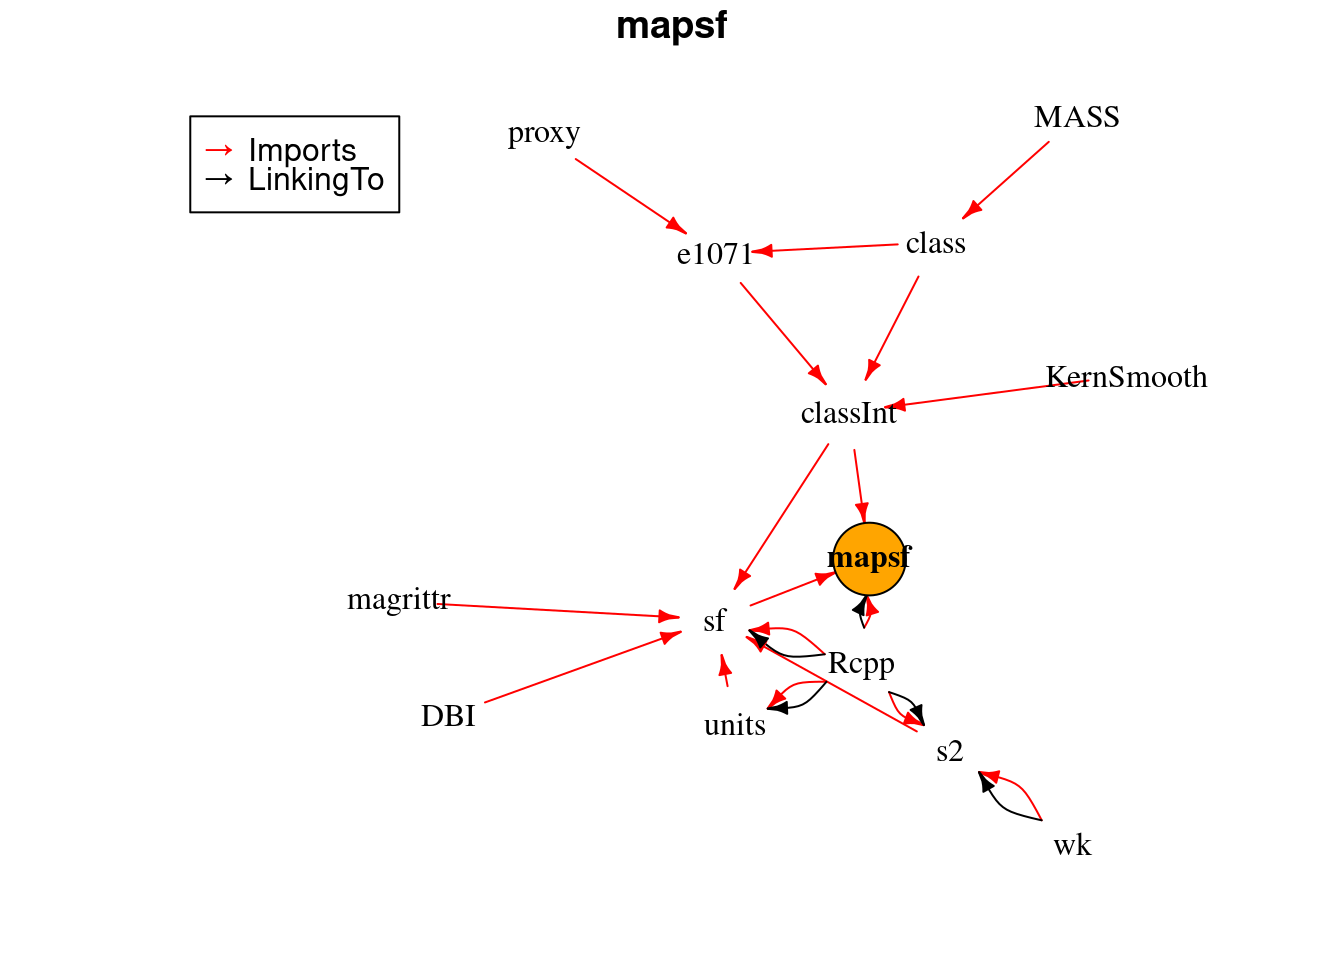 mapsf
→ Imports
→ LinkingTo
proxy
MASS
e1071
class
KernSmooth
classInt
mapsf
magrittr
sf
Rcpp
DBI
units
s2
wk